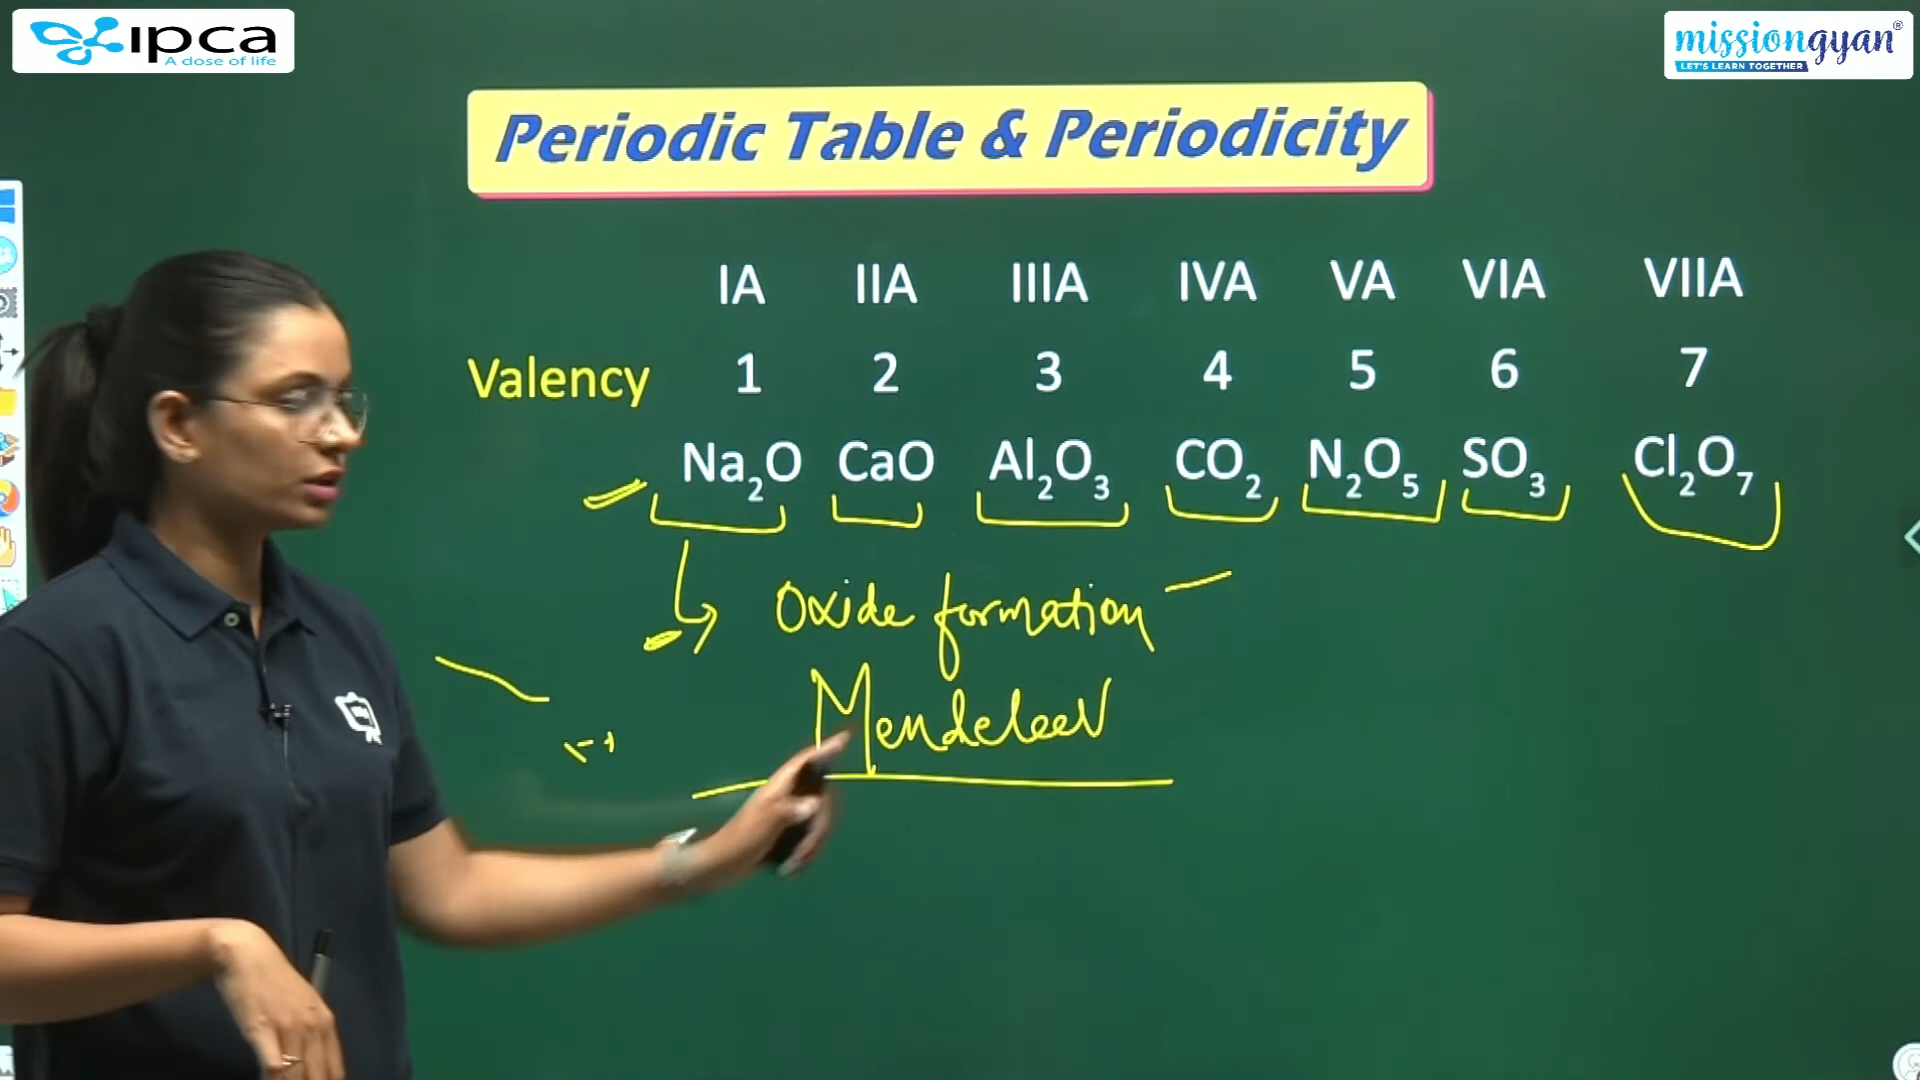 ipca
A dose of life
missiongyan®
LET'S LEARN TOGETHER
Periodic Table & Periodicity
IA IIA IIIA IVA VA VIA VIIA
Valency 1 2 3 4 5 6 7
Na₂O CaO Al₂O₃ CO₂ N₂O₅ SO₃ Cl₂O₇
Oxide formation
Mendeleev